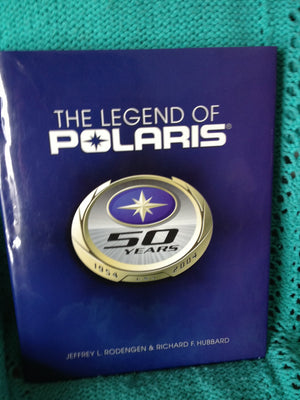 THE LEGEND OF
POLARIS®
50
YEARS
1954 2004
JEFFREY L. RODENGEN & RICHARD F. HUBBARD